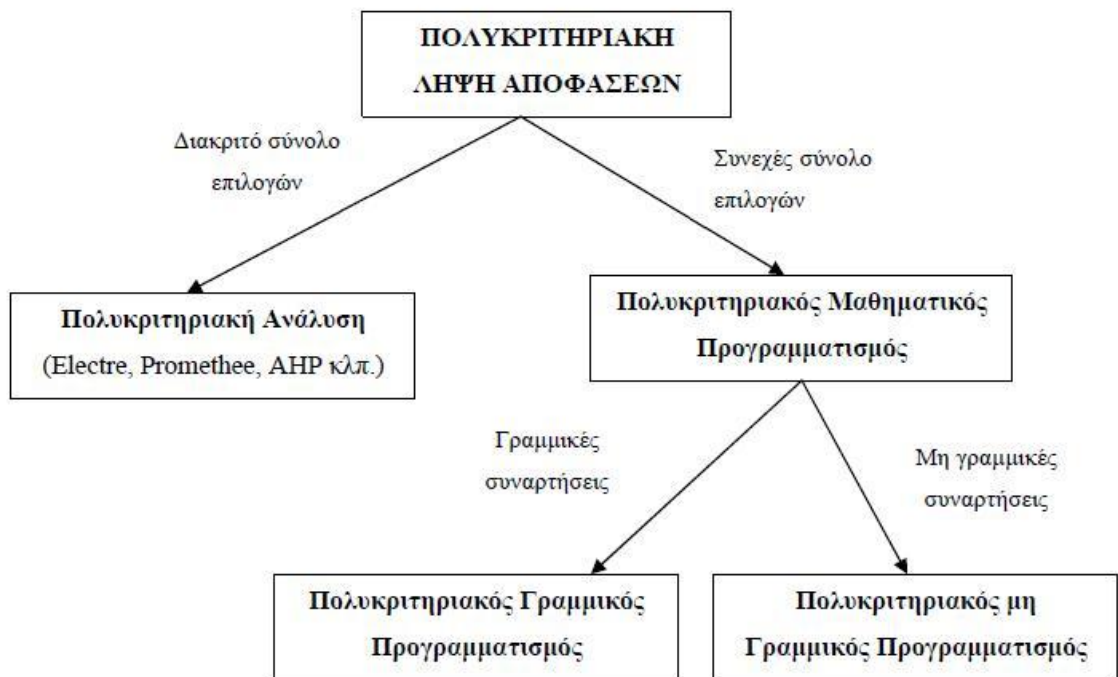 ΠΟΛΥΚΡΙΤΗΡΙΑΚΗ
ΛΗΨΗ ΑΠΟΦΑΣΕΩΝ
Διακριτό σύνολο
επιλογών
Συνεχές σύνολο
επιλογών
Πολυκριτηριακή Ανάλυση
(Electre, Promethee, AHP κλπ.)
Πολυκριτηριακός Μαθηματικός
Προγραμματισμός
Γραμμικές
συναρτήσεις
Μη γραμμικές
συναρτήσεις
Πολυκριτηριακός Γραμμικός
Προγραμματισμός
Πολυκριτηριακός μη
Γραμμικός Προγραμματισμός